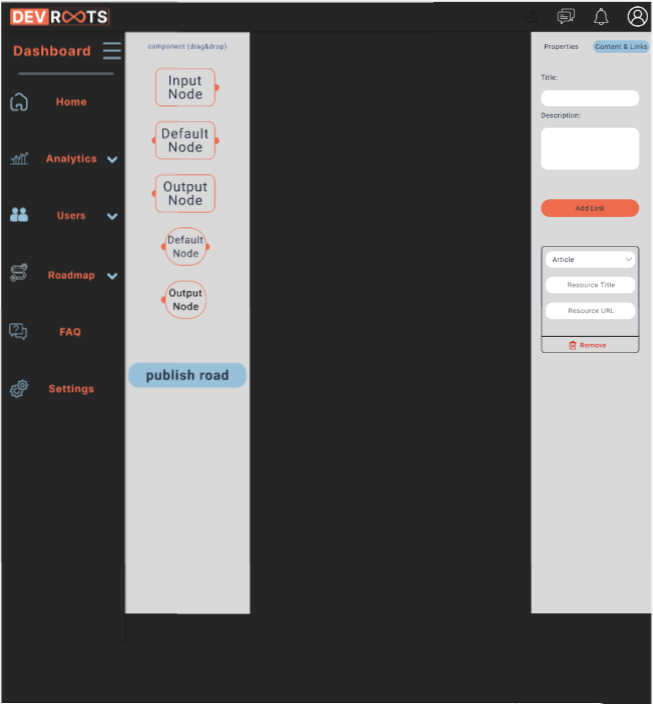 DEV ROOTS
Dashboard
Home
Analytics
Users
Roadmap
FAQ
Settings
component (drag&drop)
Input
Node
Default
Node
Output
Node
Default
Node
Output
Node
publish road
Properties
Content & Links
Title:
Description:
Add Link
Article
Resource Title
Resource URL
Remove